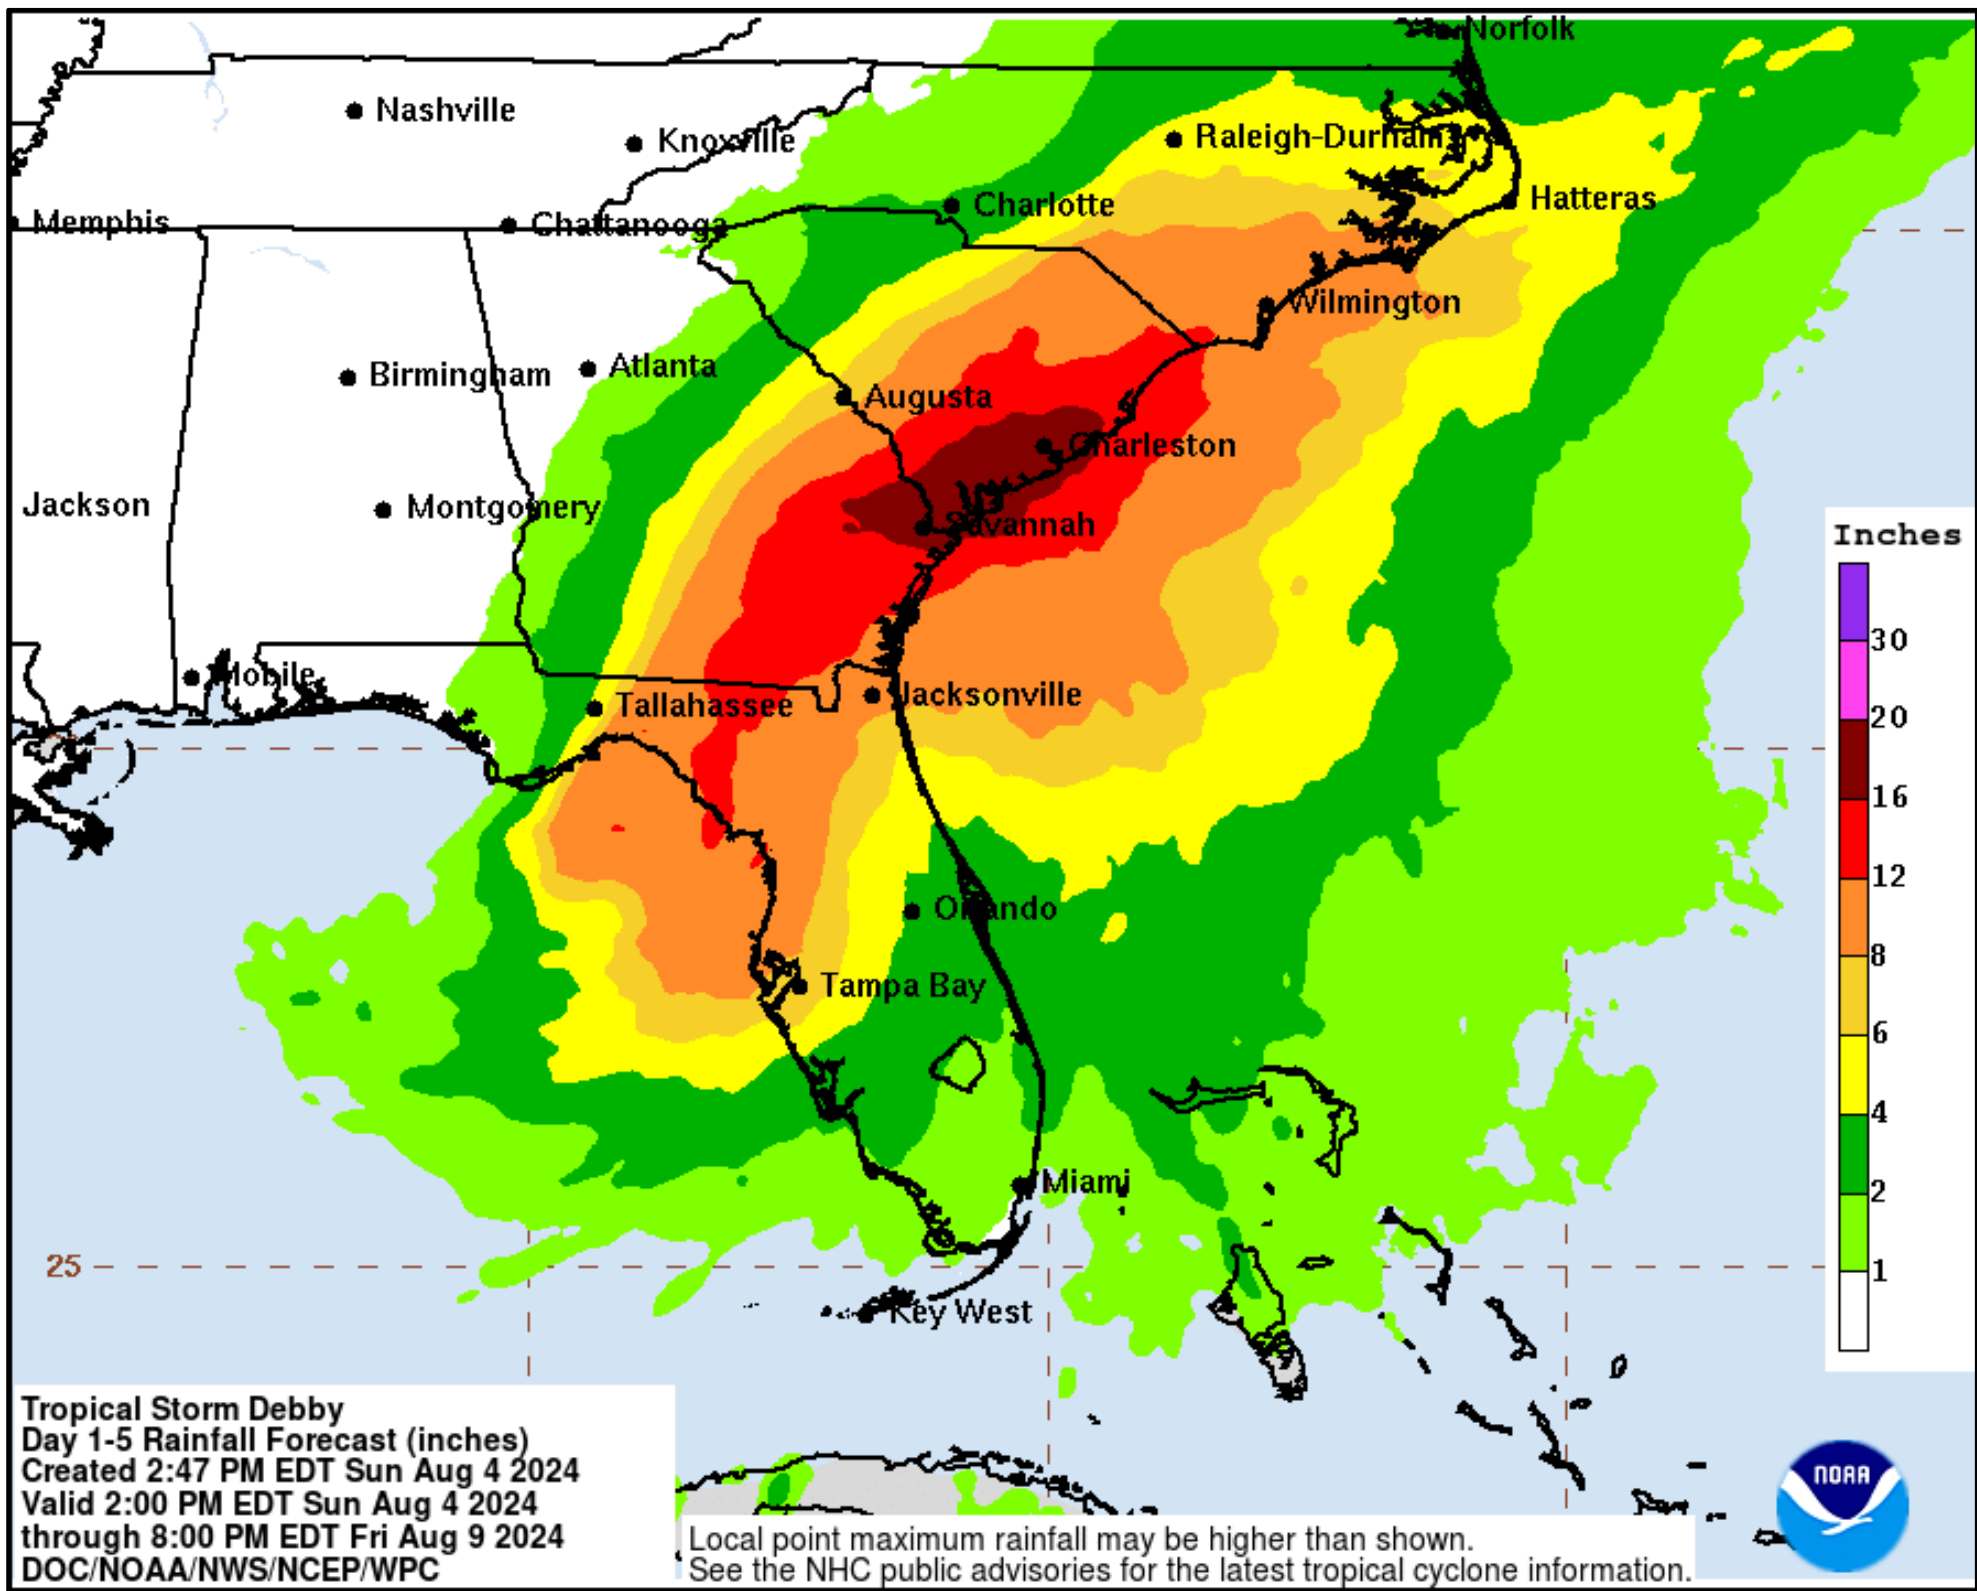 Norfolk
Nashville
Knoxville
Raleigh-Durham
Memphis
Chattanooga
Charlotte
Hatteras
Wilmington
Birmingham
Atlanta
Augusta
Charleston
Jackson
Montgomery
Savannah
Inches
Mobile
Tallahassee
Jacksonville
30
20
16
12
Orlando
8
Tampa Bay
6
4
Miami
2
25
1
Key West
Tropical Storm Debby
Day 1-5 Rainfall Forecast (inches)
Created 2:47 PM EDT Sun Aug 4 2024
Valid 2:00 PM EDT Sun Aug 4 2024
through 8:00 PM EDT Fri Aug 9 2024
DOC/NOAA/NWS/NCEP/WPC
Local point maximum rainfall may be higher than shown.
See the NHC public advisories for the latest tropical cyclone information.
NOAA